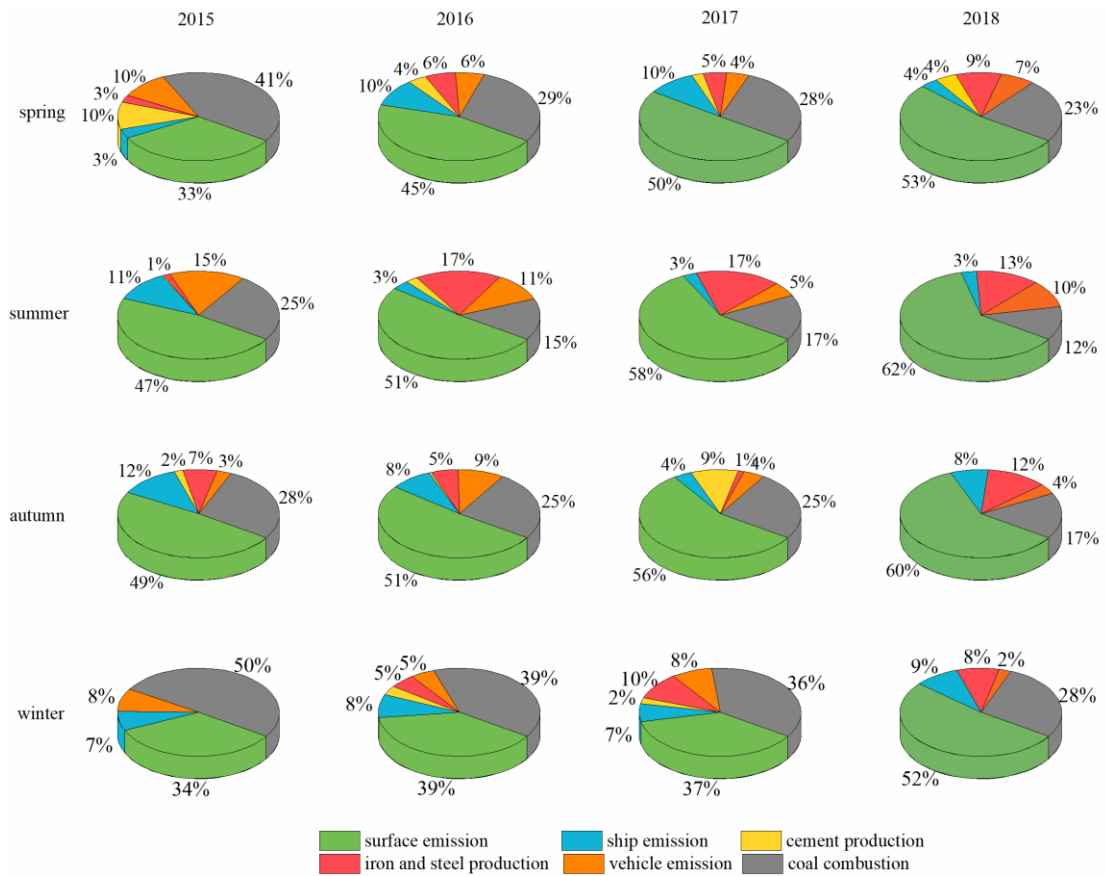 2015 2016 2017 2018
spring
10% 41% 3% 10% 3% 33%
10% 4% 6% 6% 29% 45%
10% 5% 4% 28% 50%
4% 4% 9% 7% 23% 53%
summer
11% 1% 15% 25% 47%
3% 17% 11% 15% 51%
3% 17% 5% 17% 58%
3% 13% 10% 12% 62%
autumn
12% 2% 7% 3% 28% 49%
8% 5% 9% 25% 51%
4% 9% 1% 4% 25% 56%
8% 12% 4% 17% 60%
winter
50% 8% 7% 34%
5% 5% 39% 8% 39%
8% 10% 36% 2% 7% 37%
9% 8% 2% 28% 52%
surface emission ship emission cement production
iron and steel production vehicle emission coal combustion